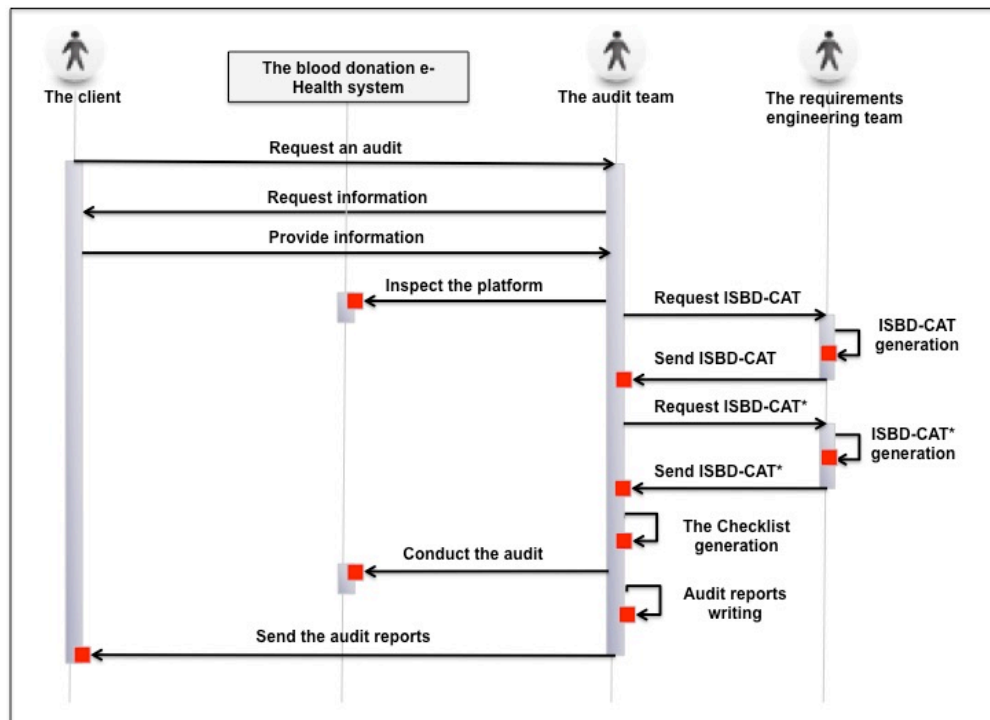 The client
The blood donation e-
Health system
The audit team
The requirements
engineering team
Request an audit
Request information
Provide information
Inspect the platform
Request ISBD-CAT
ISBD-CAT
generation
Send ISBD-CAT
Request ISBD-CAT*
ISBD-CAT*
generation
Send ISBD-CAT*
The Checklist
generation
Conduct the audit
Audit reports
writing
Send the audit reports